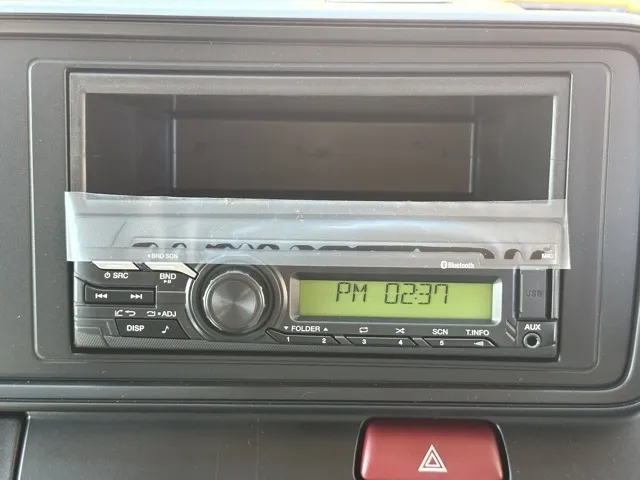 BND SCN
MIC
Bluetooth
SRC
BND
PM 02:37
USB
ADJ
DISP
FOLDER
SCN
T.INFO
AUX
1 2 3 4 5